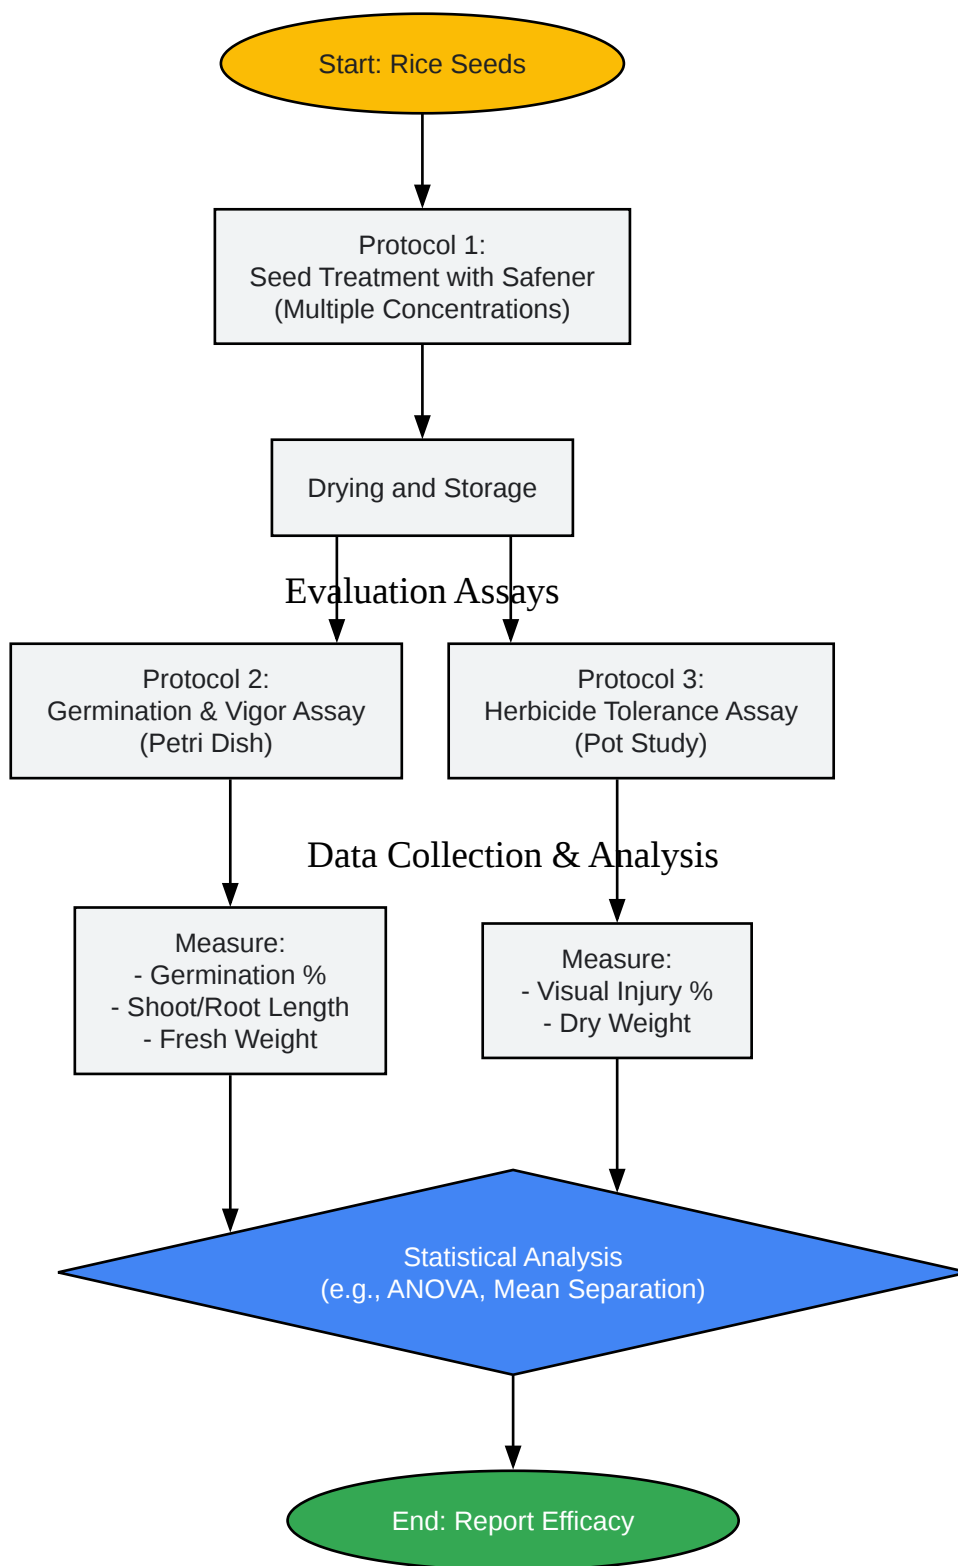 Start: Rice Seeds
Protocol 1:
Seed Treatment with Safener
(Multiple Concentrations)
Drying and Storage
Evaluation Assays
Protocol 2:
Germination & Vigor Assay
(Petri Dish)
Protocol 3:
Herbicide Tolerance Assay
(Pot Study)
Data Collection & Analysis
Measure:
- Germination %
- Shoot/Root Length
- Fresh Weight
Measure:
- Visual Injury %
- Dry Weight
Statistical Analysis
(e.g., ANOVA, Mean Separation)
End: Report Efficacy